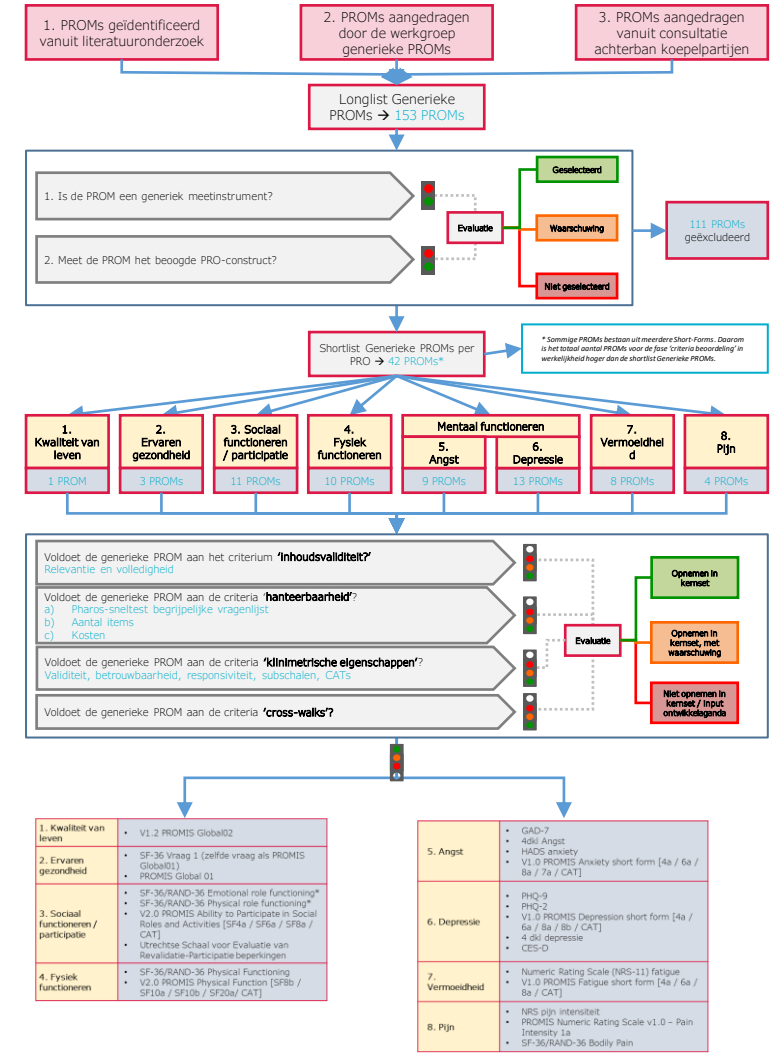 1. PROMs geïdentificeerd
vanuit literatuuronderzoek
2. PROMs aangedragen
door de werkgroep
generieke PROMs
3. PROMs aangedragen
vanuit consultatie
achterban koepelpartijen
Longlist Generieke
PROMs → 153 PROMs
1. Is de PROM een generiek meetinstrument?
2. Meet de PROM het beoogde PRO-construct?
Evaluatie
Geselecteerd
Waarschuwing
Niet geselecteerd
111 PROMs
geëxcludeerd
Shortlist Generieke PROMs per
PRO → 42 PROMs*
* Sommige PROMs bestaan uit meerdere Short-Forms. Daarom
is het totaal aantal PROMs voor de fase 'criteria beoordeling' in
werkelijkheid hoger dan de shortlist Generieke PROMs.
1.
Kwaliteit van
leven
1 PROM
2.
Ervaren
gezondheid
3 PROMs
3. Sociaal
functioneren
/ participatie
11 PROMs
4.
Fysiek
functioneren
10 PROMs
Mentaal functioneren
5.
Angst
9 PROMs
6.
Depressie
13 PROMs
7.
Vermoeidhei
d
8 PROMs
8.
Pijn
4 PROMs
Voldoet de generieke PROM aan het criterium 'inhoudsvaliditeit?'
Relevantie en volledigheid
Voldoet de generieke PROM aan de criteria 'hanteerbaarheid'?
a) Pharos-sneltest begrijpelijke vragenlijst
b) Aantal items
c) Kosten
Voldoet de generieke PROM aan de criteria 'klinimetrische eigenschappen'?
Validiteit, betrouwbaarheid, responsiviteit, subschalen, CATs
Voldoet de generieke PROM aan de criteria 'cross-walks'?
Evaluatie
Opnemen in
kernset
Opnemen in
kernset, met
waarschuwing
Niet opnemen in
kernset / input
ontwikkelagenda
1. Kwaliteit van
leven
• V1.2 PROMIS Global02
2. Ervaren
gezondheid
• SF-36 Vraag 1 (zelfde vraag als PROMIS
Global01)
• PROMIS Global 01
3. Sociaal
functioneren /
participatie
• SF-36/RAND-36 Emotional role functioning*
• SF-36/RAND-36 Physical role functioning*
• V2.0 PROMIS Ability to Participate in Social
Roles and Activities [SF4a / SF6a / SF8a /
CAT]
• Utrechtse Schaal voor Evaluatie van
Revalidatie-Participatie beperkingen
4. Fysiek
functioneren
• SF-36/RAND-36 Physical Functioning
• V2.0 PROMIS Physical Function [SF8b /
SF10a / SF10b / SF20a/ CAT]
5. Angst
• GAD-7
• 4dkl Angst
• HADS anxiety
• V1.0 PROMIS Anxiety short form [4a / 6a /
8a / 7a / CAT]
6. Depressie
• PHQ-9
• PHQ-2
• V1.0 PROMIS Depression short form [4a /
/ 6a / 8a / 8b / CAT]
• 4 dkl depressie
• CES-D
7.
Vermoeidheid
• Numeric Rating Scale (NRS-11) fatigue
• V1.0 PROMIS Fatigue short form [4a / 6a /
8a / CAT]
8. Pijn
• NRS pijn intensiteit
• PROMIS Numeric Rating Scale v1.0 – Pain
Intensity 1a
• SF-36/RAND-36 Bodily Pain